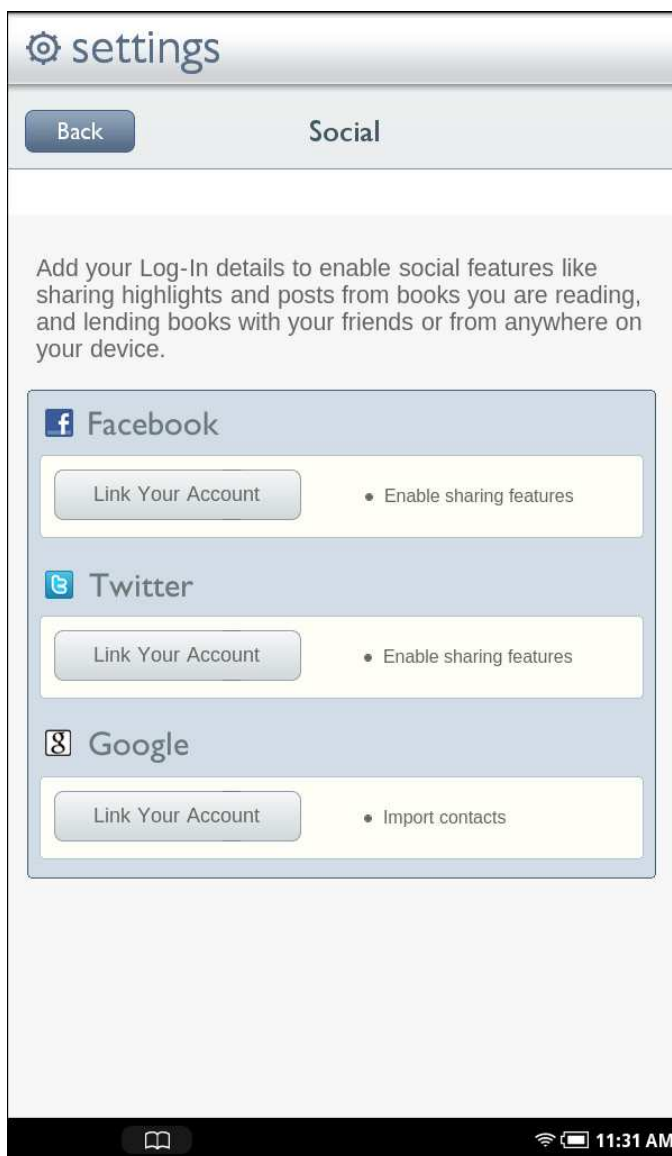 settings
Back
Social
Add your Log-In details to enable social features like
sharing highlights and posts from books you are reading,
and lending books with your friends or from anywhere on
your device.
f Facebook
Link Your Account • Enable sharing features
t Twitter
Link Your Account • Enable sharing features
g Google
Link Your Account • Import contacts
11:31 AM